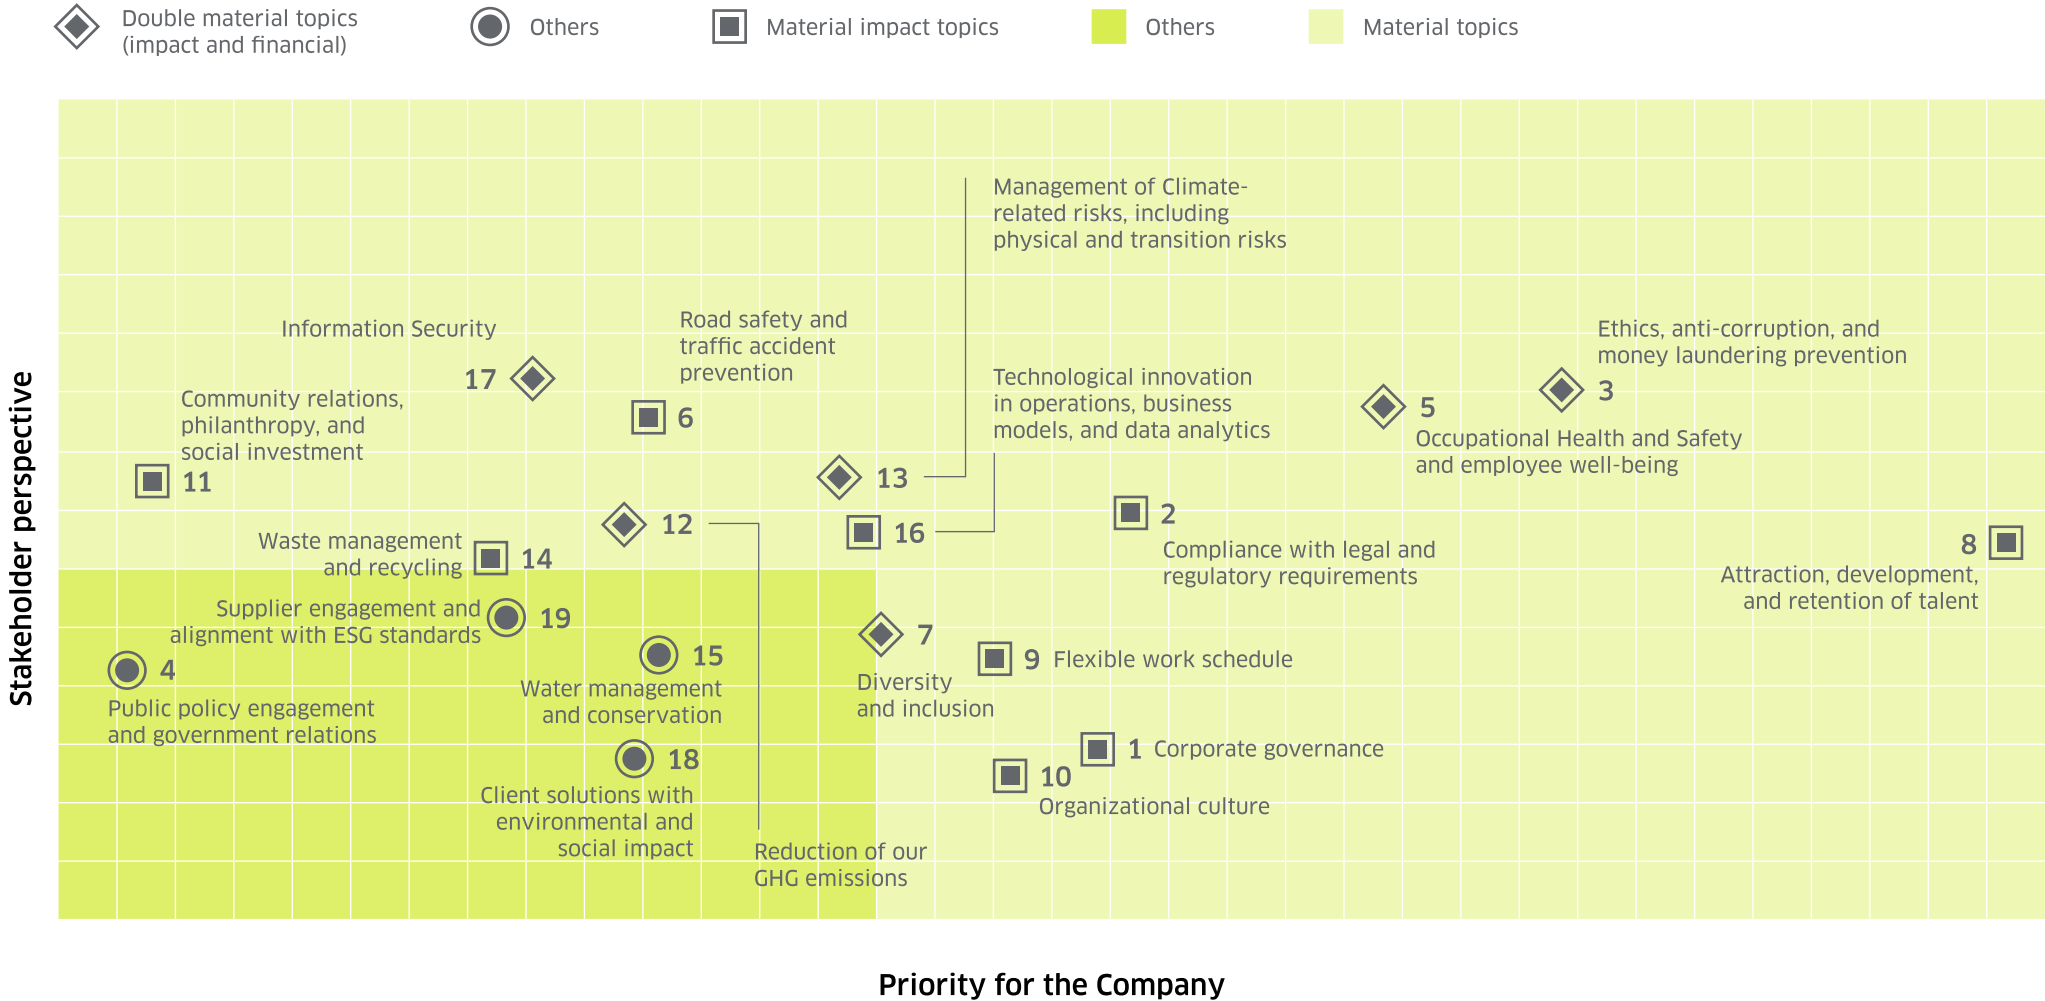 Double material topics
(impact and financial)
Others
Material impact topics
Others
Material topics
Management of Climate-
related risks, including
physical and transition risks
Information Security
17
Road safety and
traffic accident
prevention
6
Ethics, anti-corruption, and
money laundering prevention
3
Community relations,
philanthropy, and
social investment
11
Technological innovation
in operations, business
models, and data analytics
5
Occupational Health and Safety
and employee well-being
13
12
16
2
Compliance with legal and
regulatory requirements
8
Attraction, development,
and retention of talent
Waste management
and recycling
14
Supplier engagement and
alignment with ESG standards
19
4
Public policy engagement
and government relations
15
Water management
and conservation
7
Diversity
and inclusion
9 Flexible work schedule
18
Client solutions with
environmental and
social impact
1 Corporate governance
10
Organizational culture
Reduction of our
GHG emissions
Stakeholder perspective
Priority for the Company